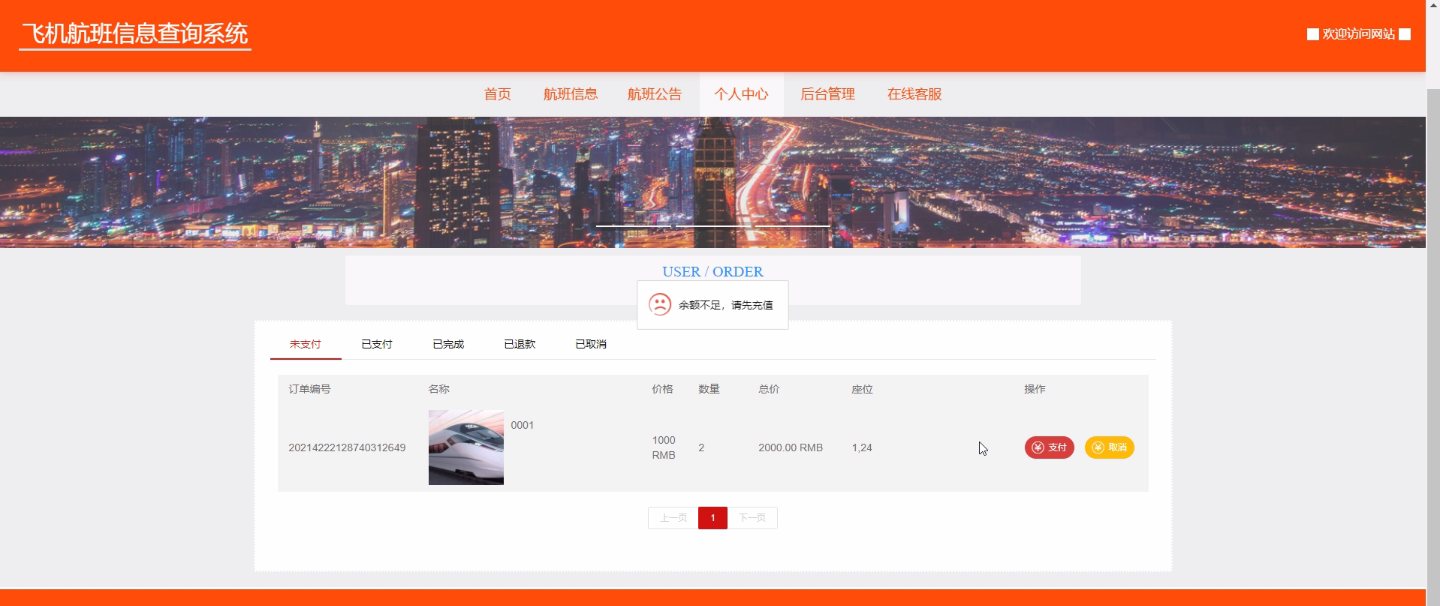 飞机航班信息查询系统
欢迎访问网站
首页 航班信息 航班公告 个人中心 后台管理 在线客服
USER / ORDER
余额不足，请先充值
未支付 已支付 已完成 已退款 已取消
订单编号 名称 价格 数量 总价 座位 操作
20214222128740312649 0001 1000 RMB 2 2000.00 RMB 1,24 支付 取消
上一页 1 下一页